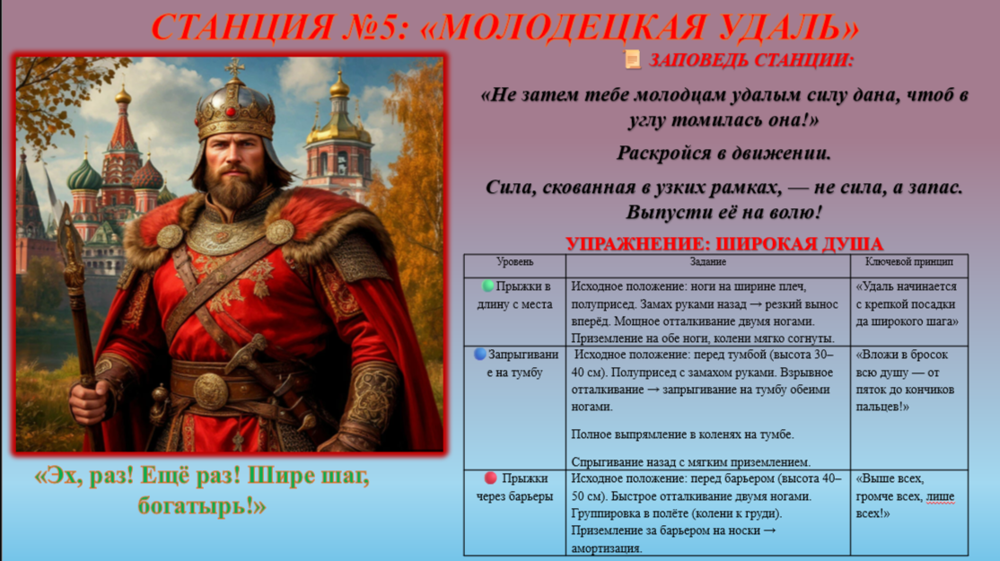 СТАНЦИЯ №5: «МОЛОДЕЦКАЯ УДАЛЬ»
📜 ЗАПОВЕДЬ СТАНЦИИ:
«Не затем тебе молодцам удалым силу дана, чтоб в
углу томилась она!»
Раскройся в движении.
Сила, скованная в узких рамках, — не сила, а запас.
Выпусти её на волю!
УПРАЖНЕНИЕ: ШИРОКАЯ ДУША
Уровень Задание Ключевой принцип
Прыжки в
длину с места
Исходное положение: ноги на ширине плеч,
полуприсед. Замах руками назад → резкий вынос
вперёд. Мощное отталкивание двумя ногами.
Приземление на обе ноги, колени мягко согнуты.
«Удаль начинается
с крепкой посадки
да широкого шага»
Запрыгивани
е на тумбу
Исходное положение: перед тумбой (высота 30–
40 см). Полуприсед с замахом руками. Взрывное
отталкивание → запрыгивание на тумбу обеими
ногами.
Полное выпрямление в коленях на тумбе.
Спрыгивание назад с мягким приземлением.
«Вложи в бросок
всю душу — от
пяток до кончиков
пальцев!»
Прыжки
через барьеры
Исходное положение: перед барьером (высота 40–
50 см). Быстрое отталкивание двумя ногами.
Группировка в полёте (колени к груди).
Приземление за барьером на носки →
амортизация.
«Выше всех,
громче всех, лише
всех!»
«Эх, раз! Ещё раз! Шире шаг,
богатырь!»